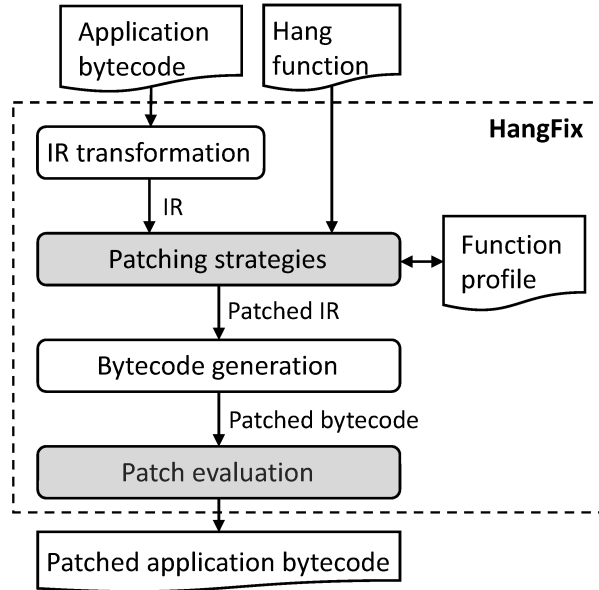 Application
bytecode
Hang
function
HangFix
IR transformation
IR
Patching strategies
Function
profile
Patched IR
Bytecode generation
Patched bytecode
Patch evaluation
Patched application bytecode